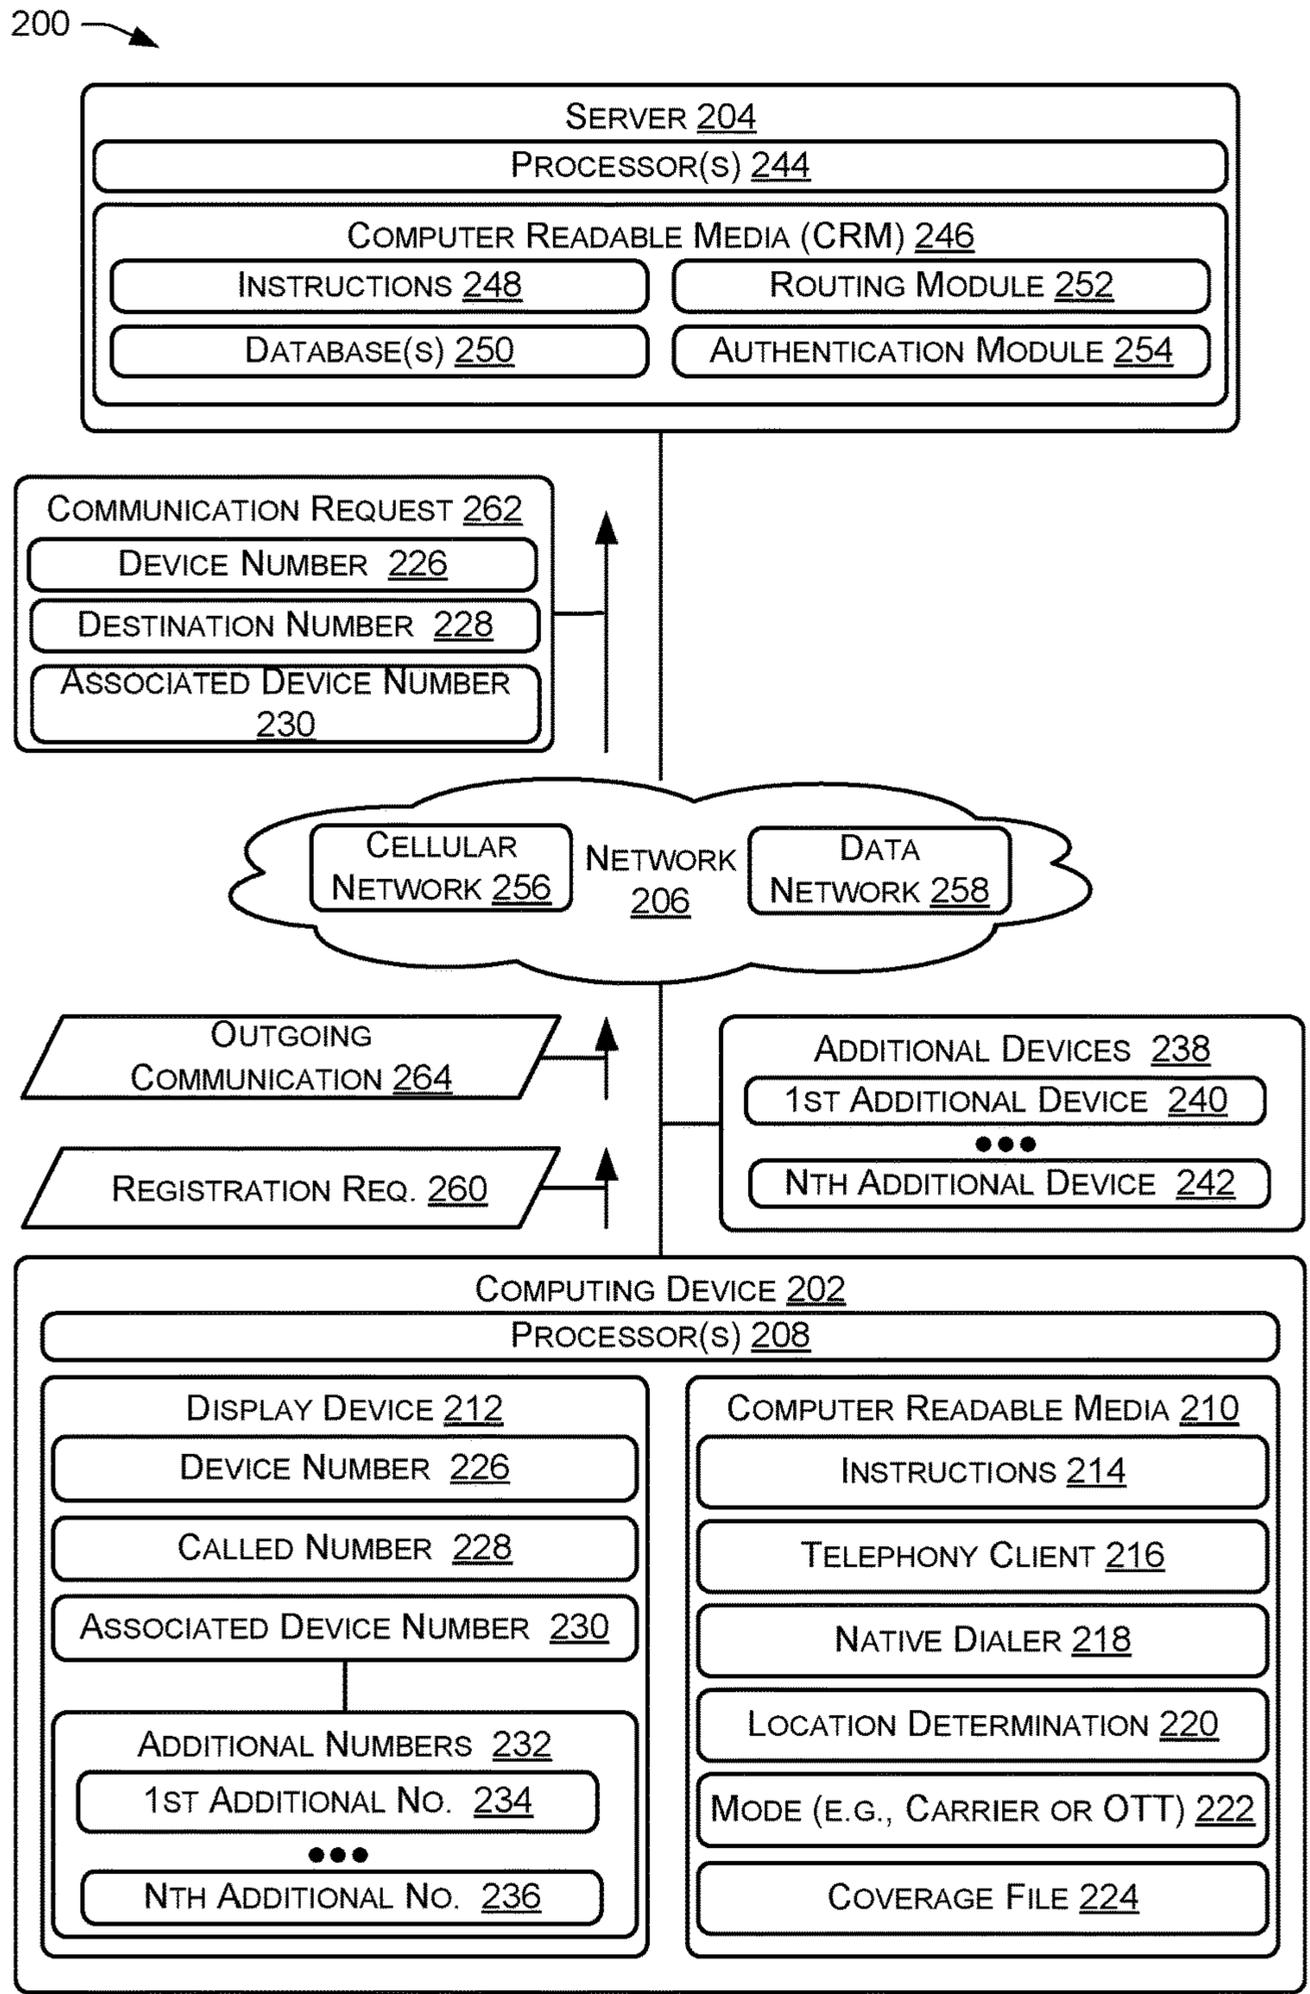 200
SERVER 204
PROCESSOR(S) 244
COMPUTER READABLE MEDIA (CRM) 246
INSTRUCTIONS 248
ROUTING MODULE 252
DATABASE(S) 250
AUTHENTICATION MODULE 254
COMMUNICATION REQUEST 262
DEVICE NUMBER 226
DESTINATION NUMBER 228
ASSOCIATED DEVICE NUMBER
230
CELLULAR
NETWORK 256
NETWORK
206
DATA
NETWORK 258
OUTGOING
COMMUNICATION 264
REGISTRATION REQ. 260
ADDITIONAL DEVICES 238
1ST ADDITIONAL DEVICE 240
●●●
NTH ADDITIONAL DEVICE 242
COMPUTING DEVICE 202
PROCESSOR(S) 208
DISPLAY DEVICE 212
DEVICE NUMBER 226
CALLED NUMBER 228
ASSOCIATED DEVICE NUMBER 230
ADDITIONAL NUMBERS 232
1ST ADDITIONAL NO. 234
●●●
NTH ADDITIONAL NO. 236
COMPUTER READABLE MEDIA 210
INSTRUCTIONS 214
TELEPHONY CLIENT 216
NATIVE DIALER 218
LOCATION DETERMINATION 220
MODE (E.G., CARRIER OR OTT) 222
COVERAGE FILE 224